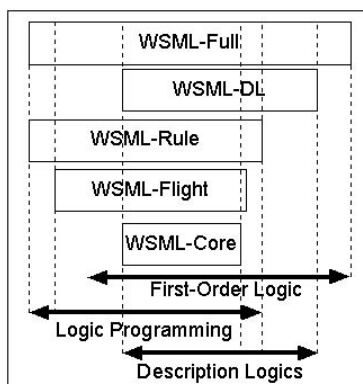 WSML-Full
WSML-DL
WSML-Rule
WSML-Flight
WSML-Core
First-Order Logic
Logic Programming
Description Logics